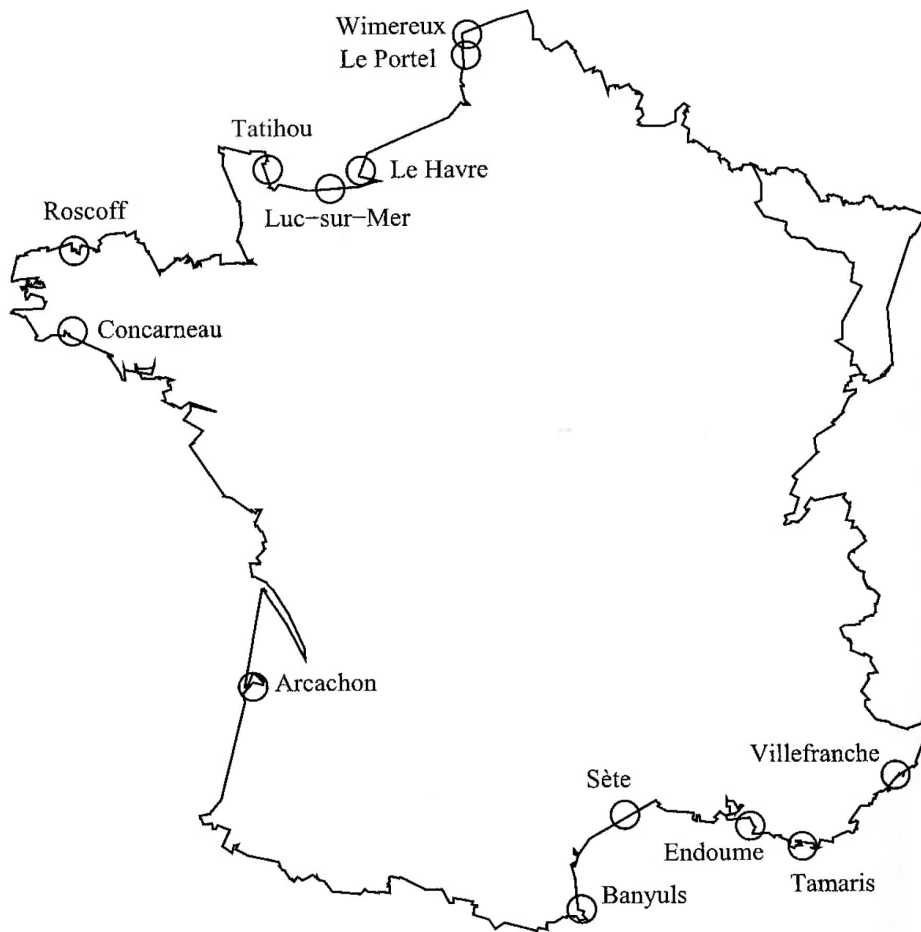 Wimereux
Le Portel
Tatihou
Le Havre
Luc−sur−Mer
Roscoff
Concarneau
Arcachon
Villefranche
Sète
Endoume
Tamaris
Banyuls